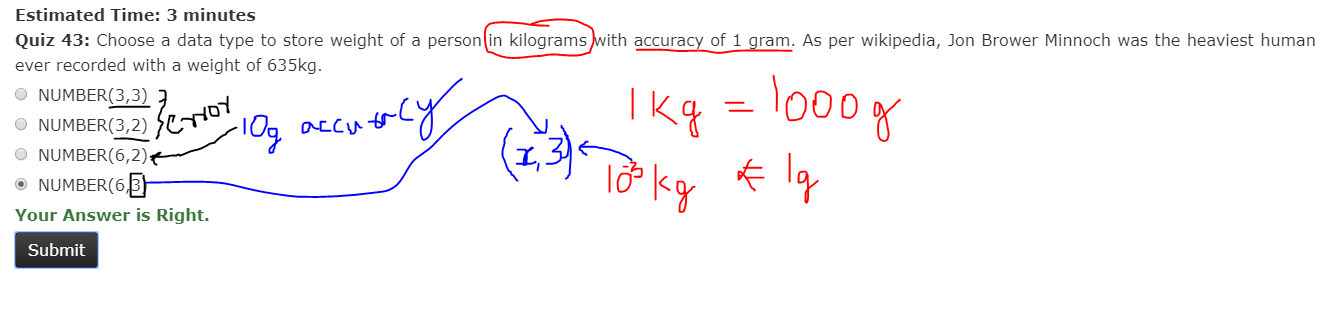 Estimated Time: 3 minutes
Quiz 43: Choose a data type to store weight of a person in kilograms with accuracy of 1 gram. As per wikipedia, Jon Brower Minnoch was the heaviest human
ever recorded with a weight of 635kg.
NUMBER(3,3)
NUMBER(3,2) } error
NUMBER(6,2) 10g accuracy
NUMBER(6,3)
(x,3)
1kg = 1000g
10⁻³ kg ← 1g
Your Answer is Right.
Submit